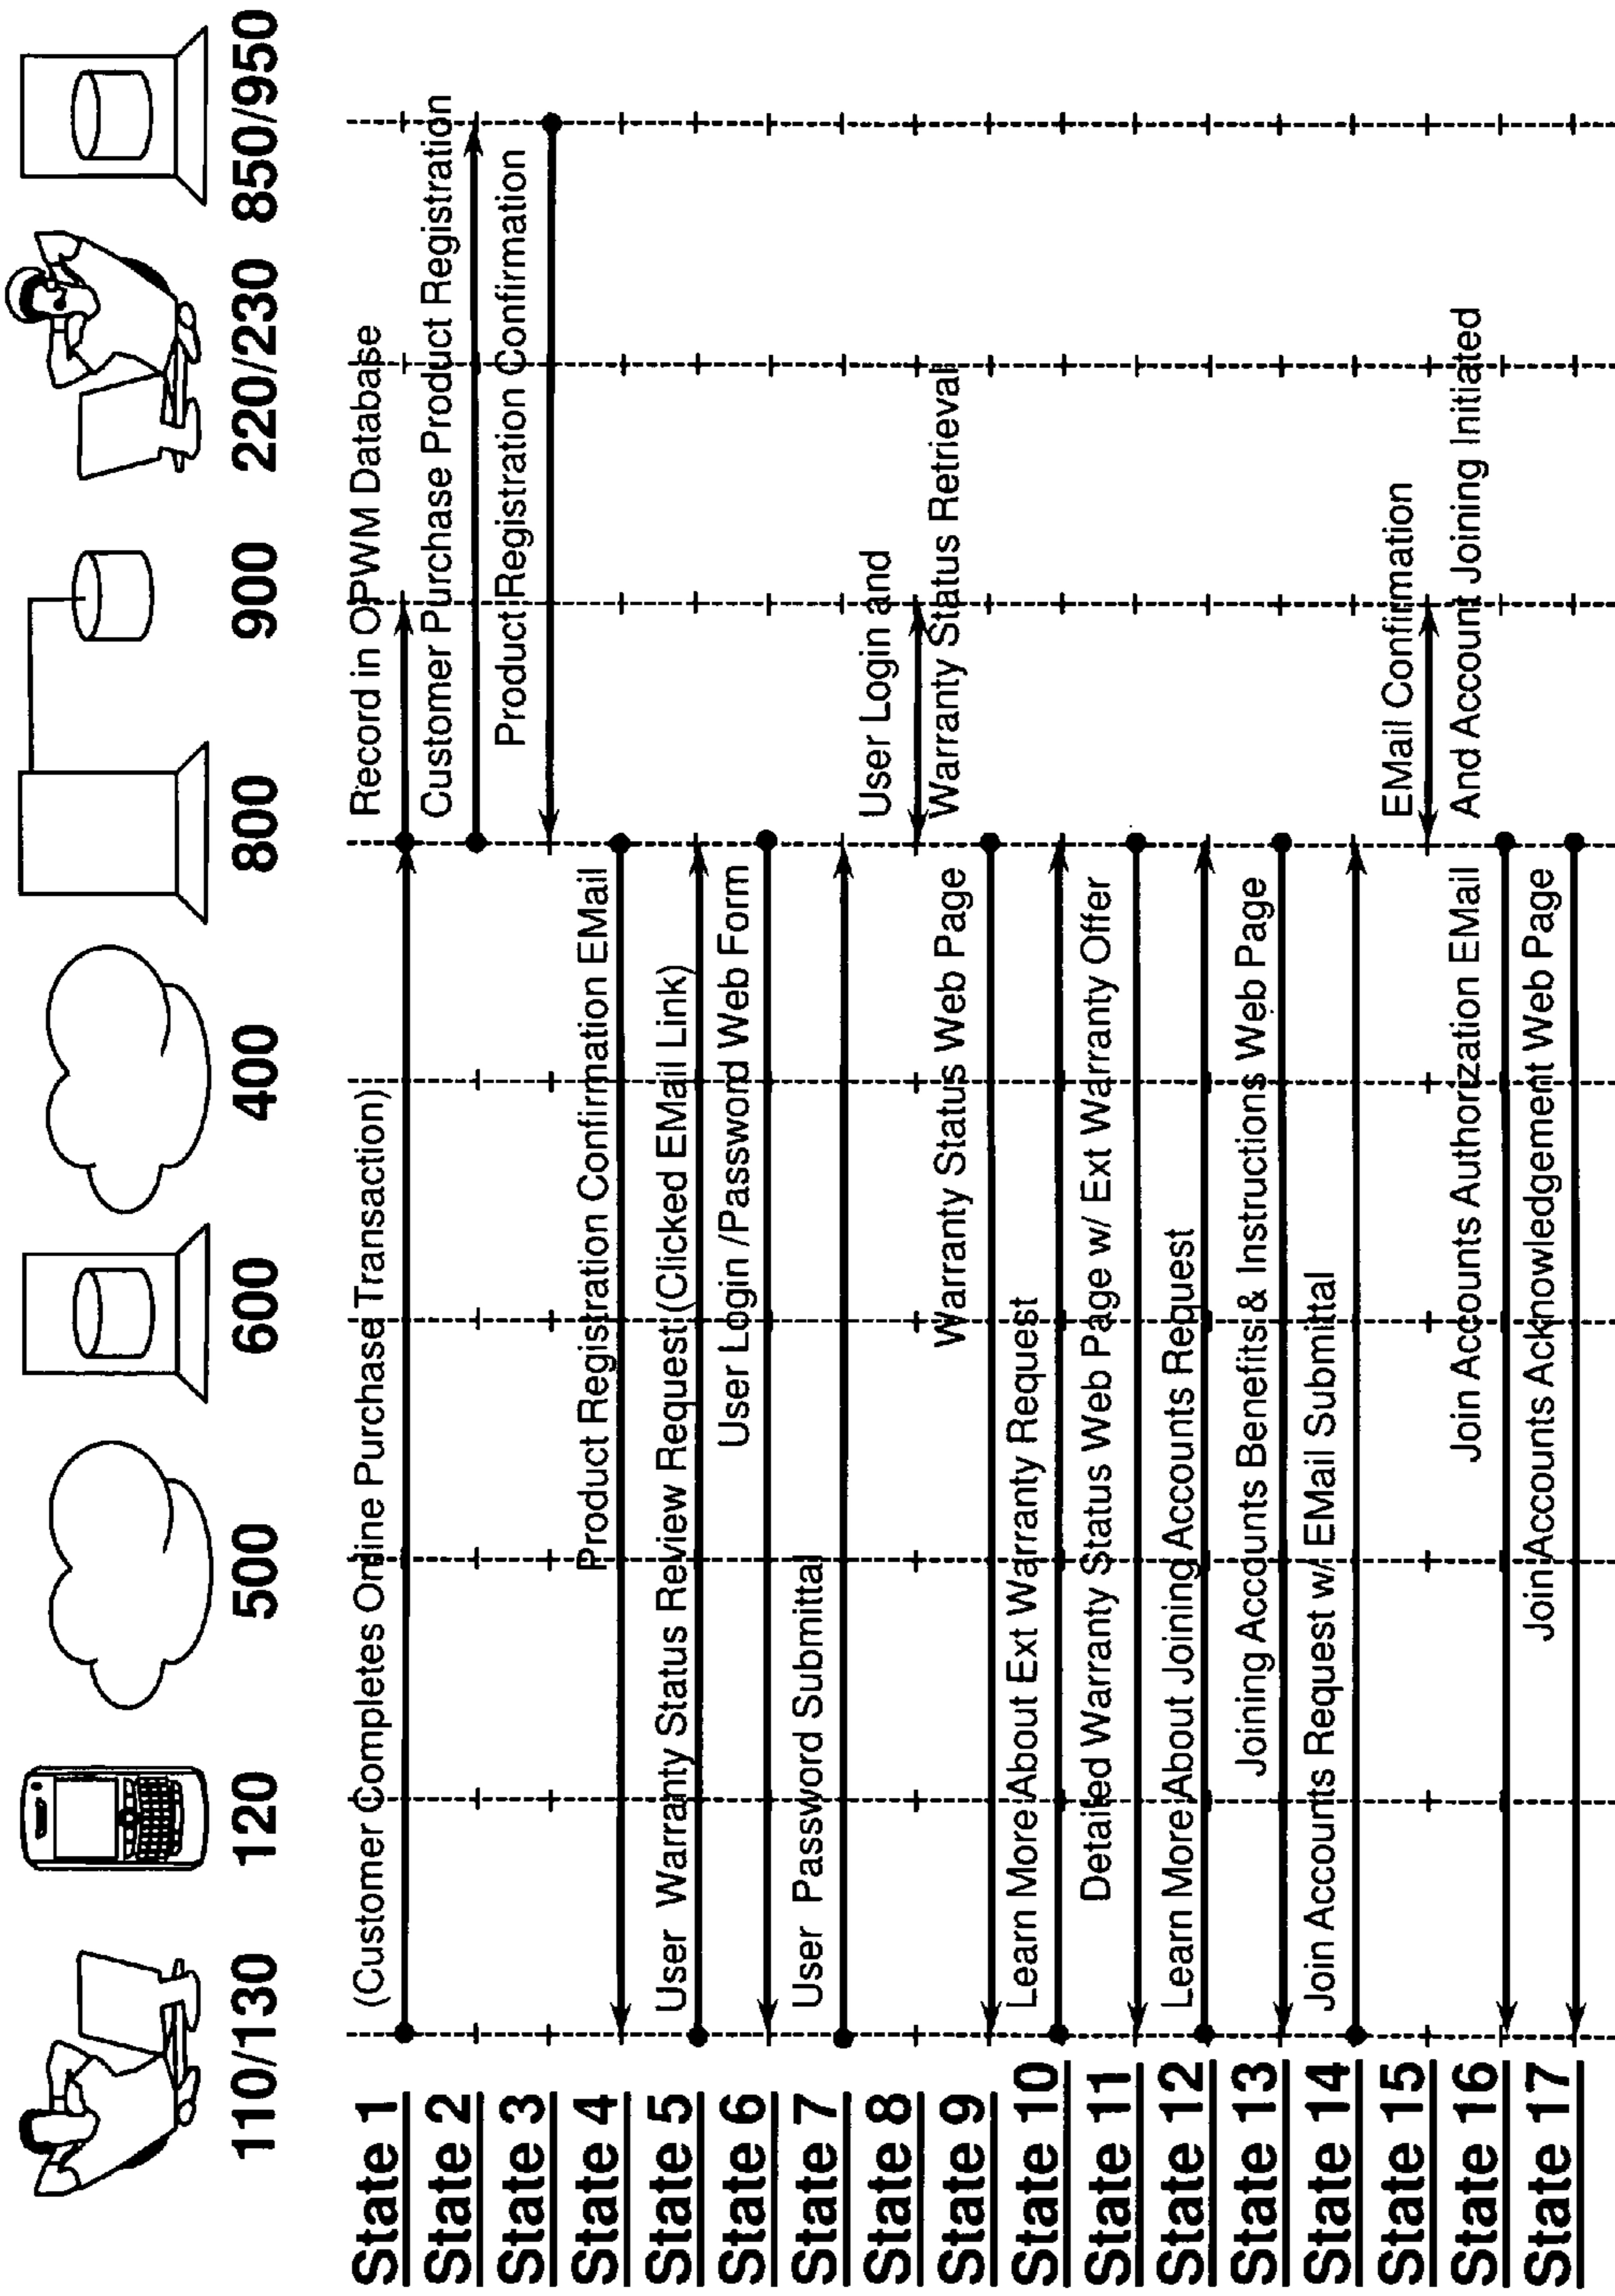 110/130
120
500
600
400
800
900
220/230
850/950
State 1
(Customer Completes Online Purchase Transaction)
Record in OPWM Database
State 2
Customer Purchase Product Registration
State 3
Product Registration Confirmation
State 4
Product Registration Confirmation EMail
State 5
User Warranty Status Review Request (Clicked EMail Link)
State 6
User Login /Password Web Form
State 7
User Password Submittal
State 8
User Login and
Warranty Status Retrieval
State 9
Warranty Status Web Page
State 10
Learn More About Ext Warranty Request
State 11
Detailed Warranty Status Web Page w/ Ext Warranty Offer
State 12
Learn More About Joining Accounts Request
State 13
Joining Accounts Benefits & Instructions Web Page
State 14
Join Accounts Request w/ EMail Submittal
State 15
EMail Confirmation
And Account Joining Initiated
State 16
Join Accounts Authorization EMail
State 17
Join Accounts Acknowledgement Web Page